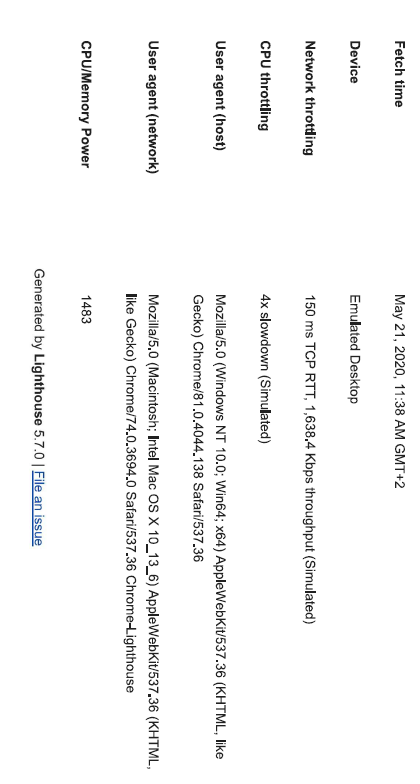 Fetch time May 21, 2020, 11:38 AM GMT+2
Device Emulated Desktop
Network throttling 150 ms TCP RTT, 1,638.4 Kbps throughput (Simulated)
CPU throttling 4x slowdown (Simulated)
User agent (host) Mozilla/5.0 (Windows NT 10.0; Win64; x64) AppleWebKit/537.36 (KHTML, like
Gecko) Chrome/81.0.4044.138 Safari/537.36
User agent (network) Mozilla/5.0 (Macintosh; Intel Mac OS X 10_13_6) AppleWebKit/537.36 (KHTML,
like Gecko) Chrome/74.0.3694.0 Safari/537.36 Chrome-Lighthouse
CPU/Memory Power 1483
Generated by Lighthouse 5.7.0 | File an issue